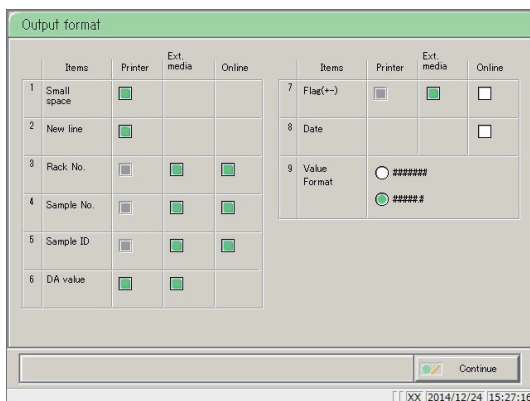 Output format
Items Printer Ext. media Online
1 Small space
2 New line
3 Rack No.
4 Sample No.
5 Sample ID
6 DA value
Items Printer Ext. media Online
7 Flag(+-)
8 Date
9 Value Format
#######
#####.#
Continue
XX 2014/12/24 15:27:18